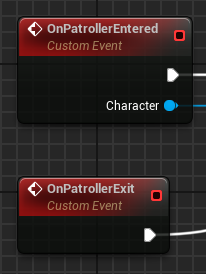 OnPatrollerEntered
Custom Event
Character
OnPatrollerExit
Custom Event